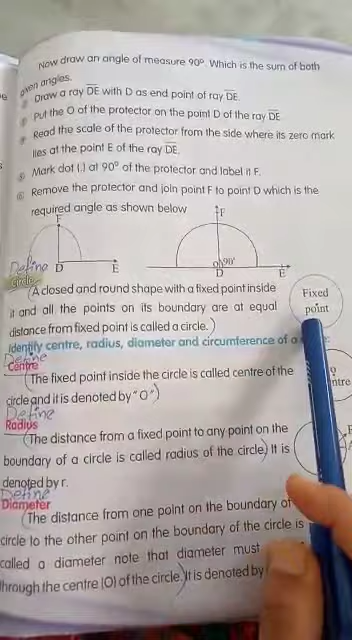 Now draw an angle of measure 90°. Which is the sum of both
given angles.
Draw a ray DE with D as end point of ray DE.
Put the O of the protector on the point D of the ray DE
Read the scale of the protector from the side where its zero mark
lies at the point E of the ray DE.
⑤ Mark dot (.) at 90° of the protector and label it F.
⑥ Remove the protector and join point F to point D which is the
required angle as shown below
F
D
E
F
90°
D
E
Define
Circle
(A closed and round shape with a fixed point inside
it and all the points on its boundary are at equal
distance from fixed point is called a circle.)
Fixed
point
Identify centre, radius, diameter and circumference of a
Define
Centre
(The fixed point inside the circle is called centre of the
circle and it is denoted by "O")
Define
Radius
(The distance from a fixed point to any point on the
boundary of a circle is called radius of the circle) It is
denoted by r.
Define
Diameter
(The distance from one point on the boundary of
circle to the other point on the boundary of the circle is
called a diameter note that diameter must
through the centre (O) of the circle.) It is denoted by